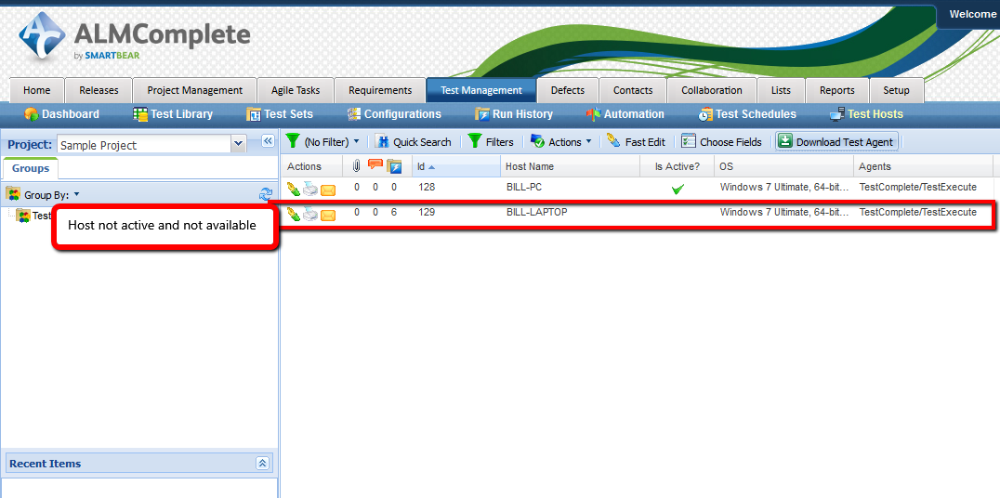 Welcome
ALMComplete
by SMARTBEAR
Home Releases Project Management Agile Tasks Requirements Test Management Defects Contacts Collaboration Lists Reports Setup
Dashboard Test Library Test Sets Configurations Run History Automation Test Schedules Test Hosts
Project: Sample Project
(No Filter) Quick Search Filters Actions Fast Edit Choose Fields Download Test Agent
Groups
Actions Id Host Name Is Active? OS Agents
Group By:
0 0 0 128 BILL-PC Windows 7 Ultimate, 64-bit... TestComplete/TestExecute
Test
0 0 6 129 BILL-LAPTOP Windows 7 Ultimate, 64-bit... TestComplete/TestExecute
Host not active and not available
Recent Items